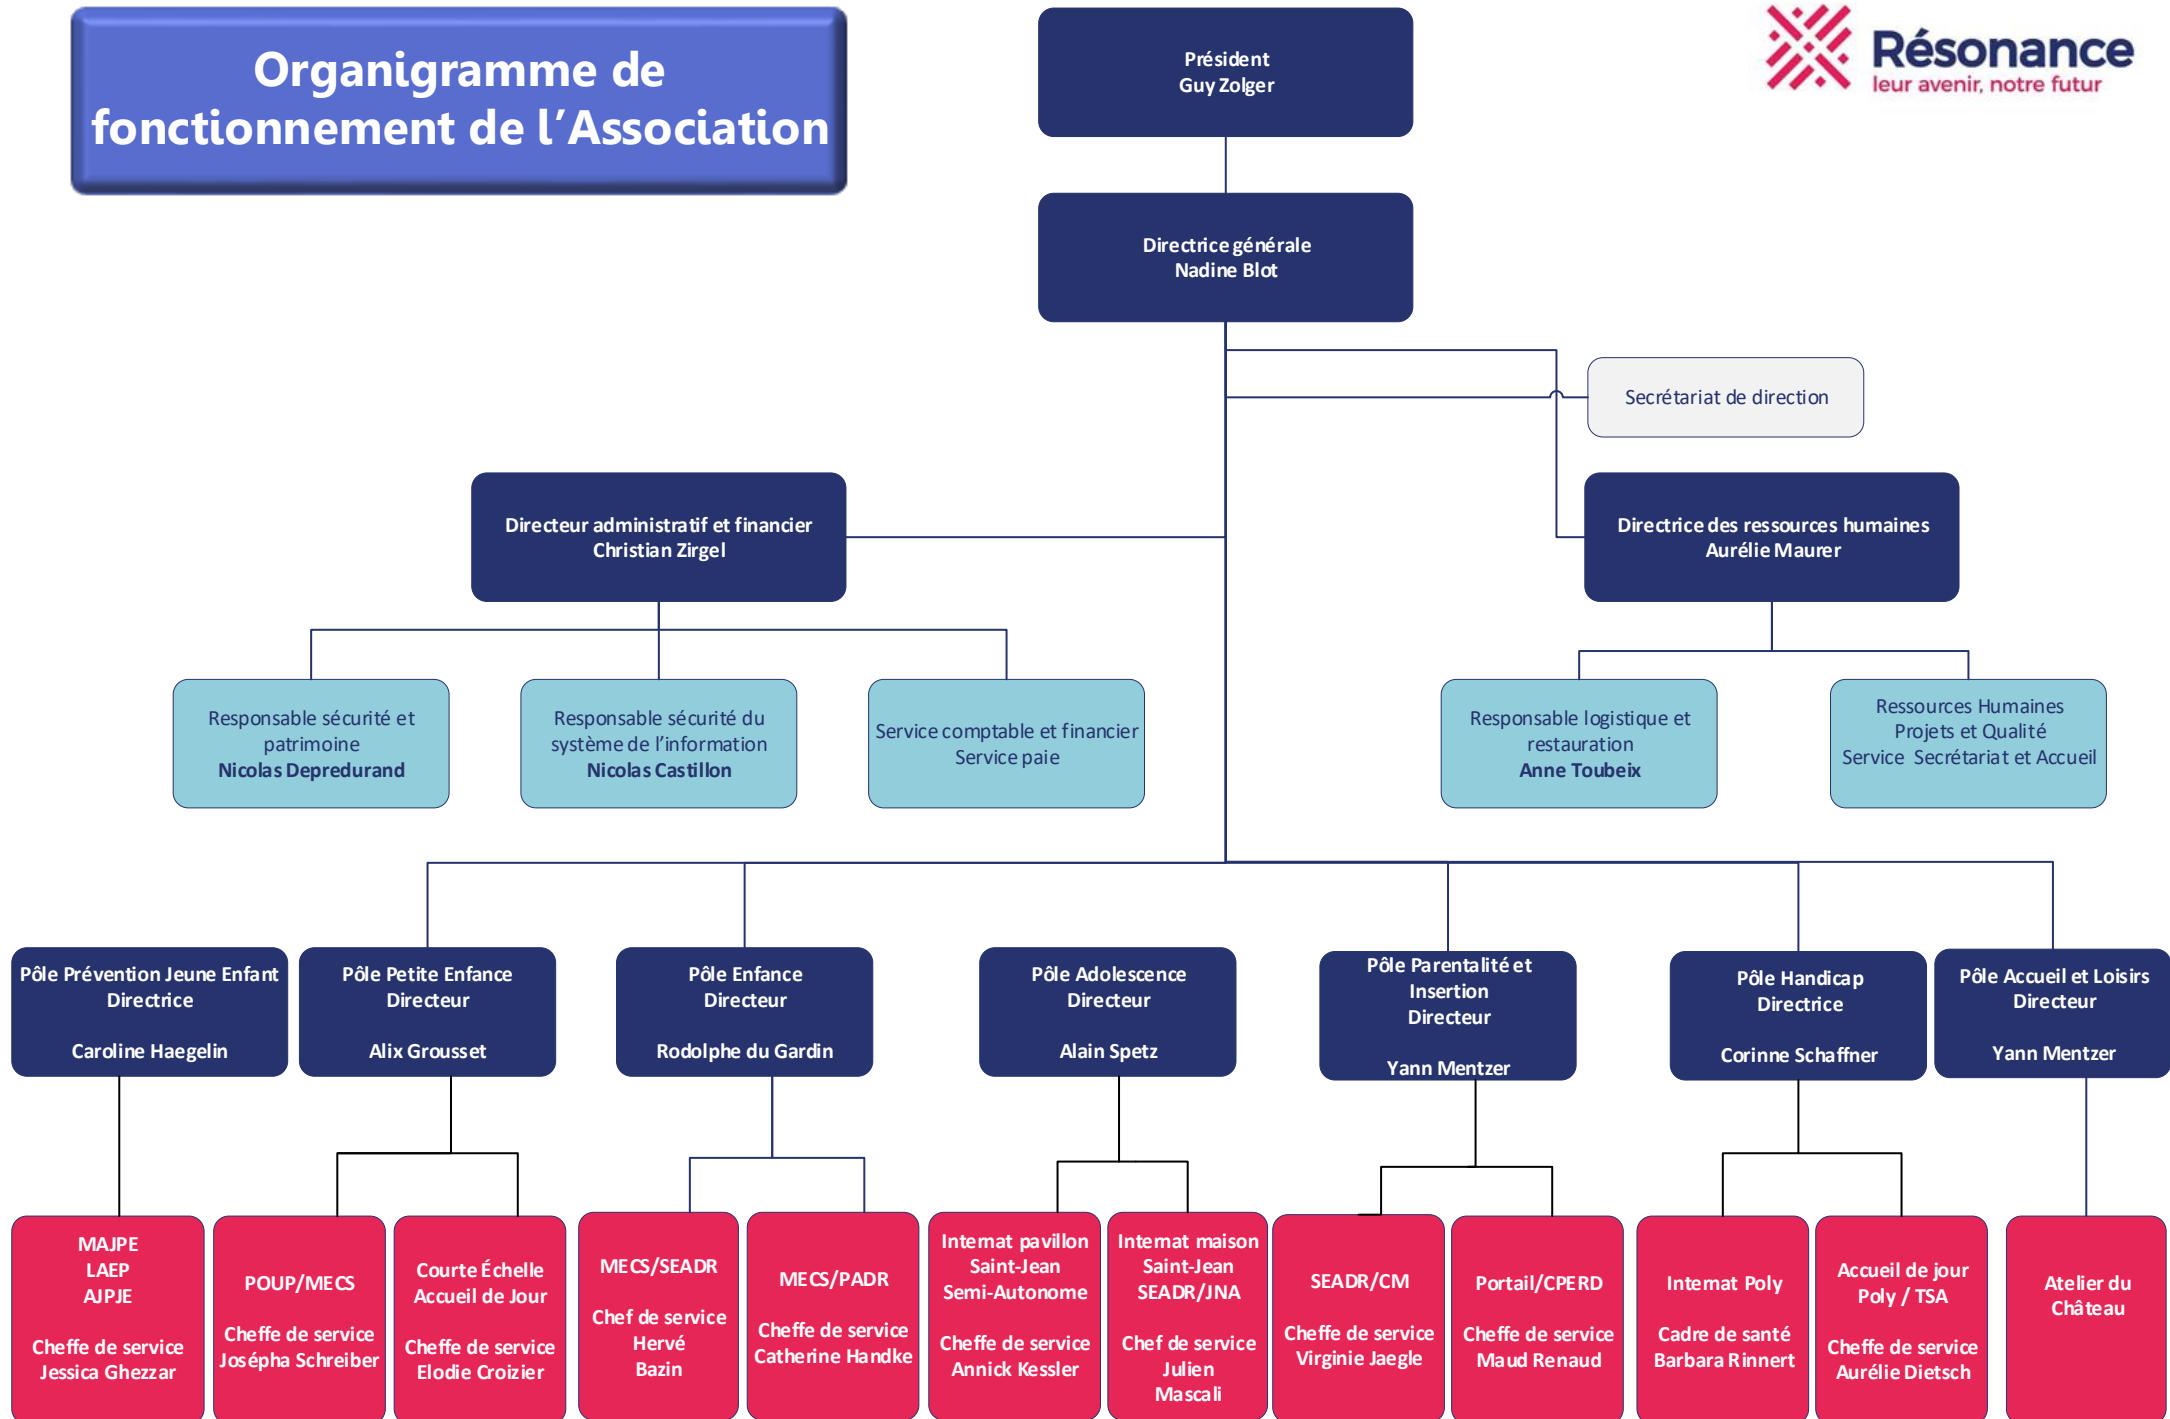 Organigramme de
fonctionnement de l’Association
Président
Guy Zolger
Résonance
leur avenir, notre futur
Directrice générale
Nadine Blot
Secrétariat de direction
Directeur administratif et financier
Christian Zirgel
Directrice des ressources humaines
Aurélie Maurer
Responsable sécurité et
patrimoine
Nicolas Depredurand
Responsable sécurité du
système de l’information
Nicolas Castillon
Service comptable et financier
Service paie
Responsable logistique et
restauration
Anne Toubeix
Ressources Humaines
Projets et Qualité
Service Secrétariat et Accueil
Pôle Prévention Jeune Enfant
Directrice
Caroline Haegelin
Pôle Petite Enfance
Directeur
Alix Grousset
Pôle Enfance
Directeur
Rodolphe du Gardin
Pôle Adolescence
Directeur
Alain Spetz
Pôle Parentalité et
Insertion
Directeur
Yann Mentzer
Pôle Handicap
Directrice
Corinne Schaffner
Pôle Accueil et Loisirs
Directeur
Yann Mentzer
MAJPE
LAEP
AJPJE
Cheffe de service
Jessica Ghezzar
POUP/MECS
Cheffe de service
Josépha Schreiber
Courte Échelle
Accueil de Jour
Cheffe de service
Elodie Croizier
MECS/SEADR
Chef de service
Hervé
Bazin
MECS/PADR
Cheffe de service
Catherine Handke
Internat pavillon
Saint-Jean
Semi-Autonome
Cheffe de service
Annick Kessler
Internat maison
Saint-Jean
SEADR/JNA
Chef de service
Julien
Mascali
SEADR/CM
Cheffe de service
Virginie Jaegle
Portail/CPERD
Cheffe de service
Maud Renaud
Internat Poly
Cadre de santé
Barbara Rinnert
Accueil de jour
Poly / TSA
Cheffe de service
Aurélie Dietsch
Atelier du
Château